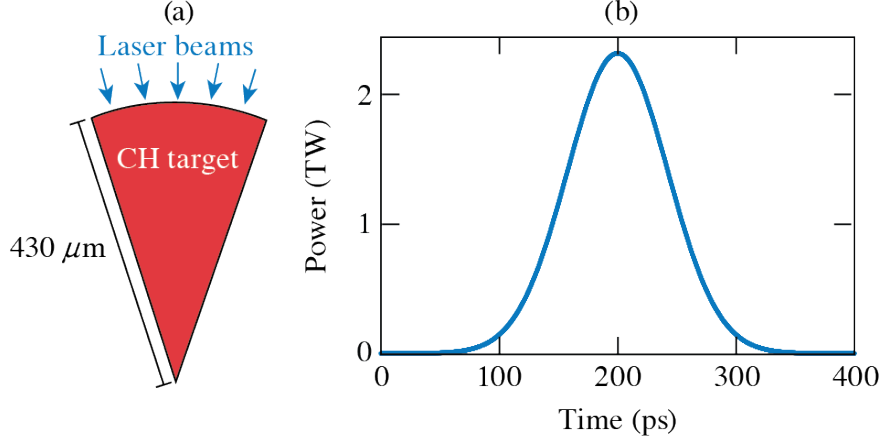 (a)
Laser beams
CH target
430 μm
(b)
Power (TW)
2
1
0
0 100 200 300 400
Time (ps)